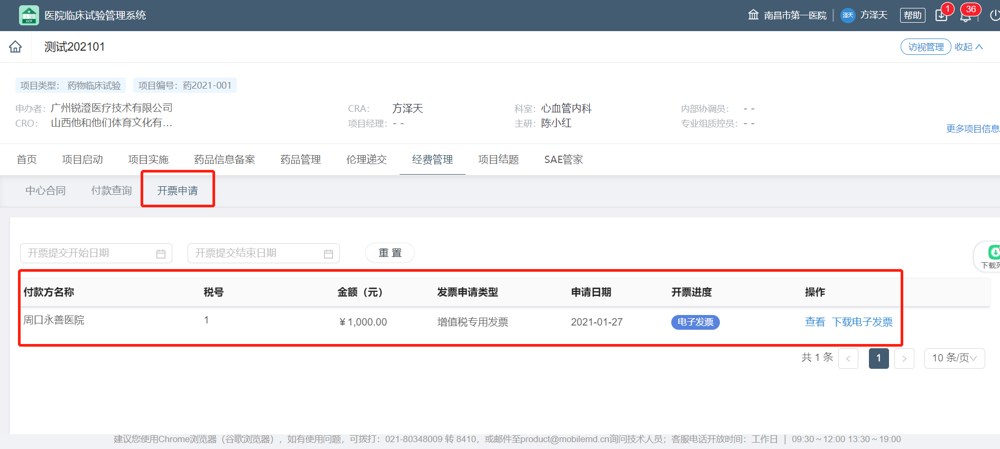 GCP
医院临床试验管理系统
南昌市第一医院
泽天
方泽天
帮助
1
36
测试202101
访视管理
收起
项目类型： 药物临床试验
项目编号：药2021-001
申办者：广州锐澄医疗技术有限公司
CRA： 方泽天
科室：心血管内科
内部协调员： - -
CRO： 山西他和他们体育文化有…
项目经理：- -
主研：陈小红
专业组质控员：- -
更多项目信息
首页 项目启动 项目实施 药品信息备案 药品管理 伦理递交 经费管理 项目结题 SAE管家
中心合同 付款查询 开票申请
开票提交开始日期 开票提交结束日期 重 置
下载
付款方名称 税号 金额（元） 发票申请类型 申请日期 开票进度 操作
周口永善医院 1 ¥ 1,000.00 增值税专用发票 2021-01-27 电子发票 查看 下载电子发票
共 1 条 < 1 > 10 条/页
建议您使用Chrome浏览器（谷歌浏览器），如有使用问题，可拨打：021-80348009 转 8410，或邮件至product@mobilemd.cn询问技术人员；客服电话开放时间：工作日 | 09:30～12:00 13:30～19:00